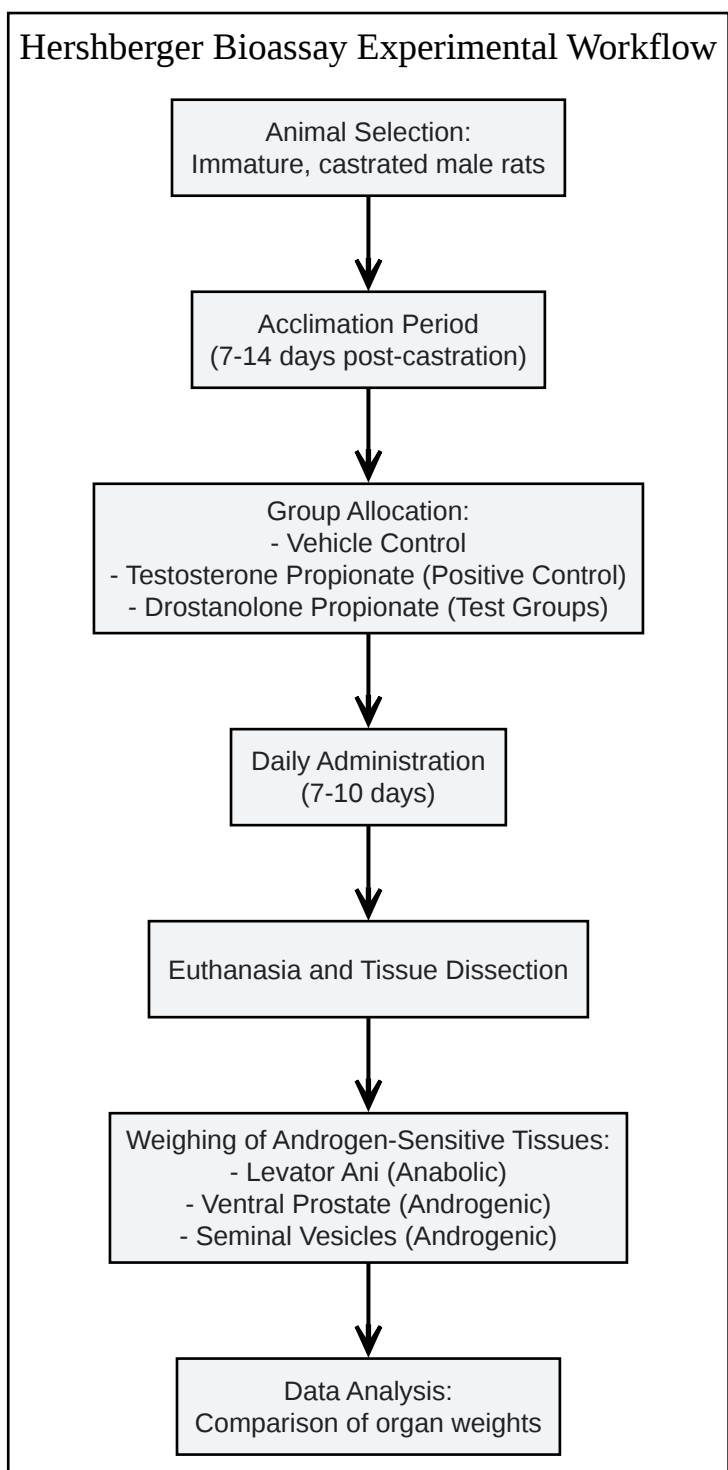 Hershberger Bioassay Experimental Workflow
Animal Selection:
Immature, castrated male rats
Acclimation Period
(7-14 days post-castration)
Group Allocation:
- Vehicle Control
- Testosterone Propionate (Positive Control)
- Drostanolone Propionate (Test Groups)
Daily Administration
(7-10 days)
Euthanasia and Tissue Dissection
Weighing of Androgen-Sensitive Tissues:
- Levator Ani (Anabolic)
- Ventral Prostate (Androgenic)
- Seminal Vesicles (Androgenic)
Data Analysis:
Comparison of organ weights